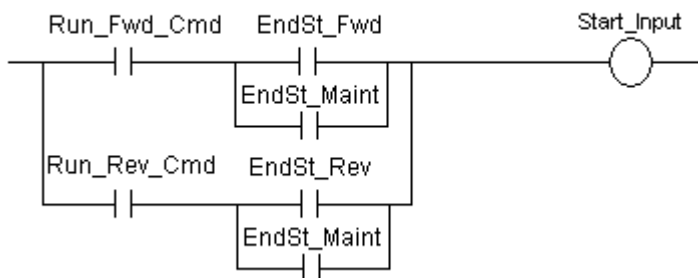 Run_Fwd_Cmd EndSt_Fwd Start_Input
EndSt_Maint
Run_Rev_Cmd EndSt_Rev
EndSt_Maint